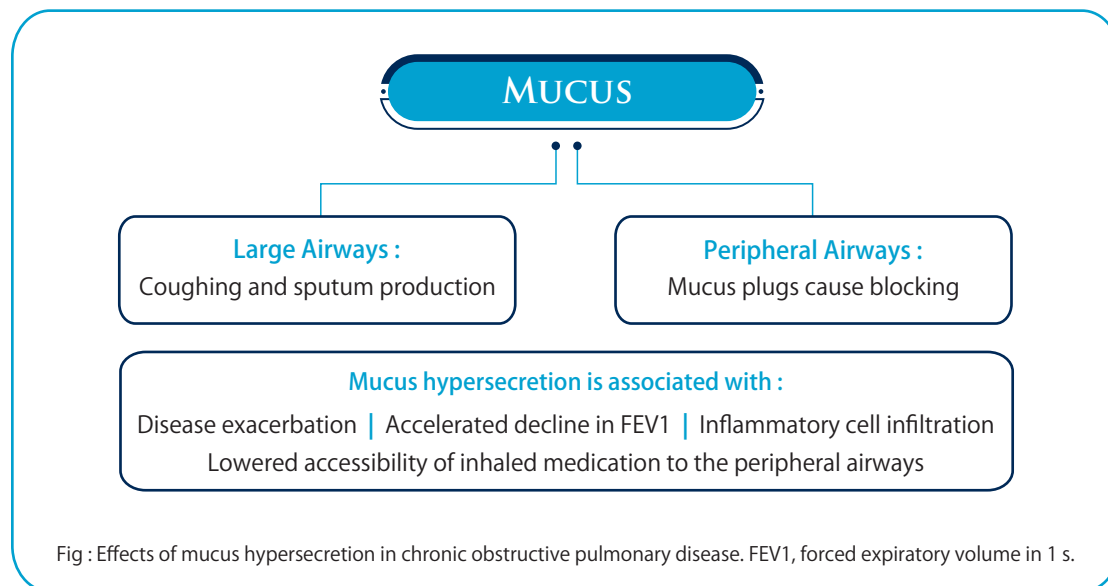 MUCUS
Large Airways :
Coughing and sputum production
Peripheral Airways :
Mucus plugs cause blocking
Mucus hypersecretion is associated with :
Disease exacerbation | Accelerated decline in FEV1 | Inflammatory cell infiltration
Lowered accessibility of inhaled medication to the peripheral airways
Fig : Effects of mucus hypersecretion in chronic obstructive pulmonary disease. FEV1, forced expiratory volume in 1 s.